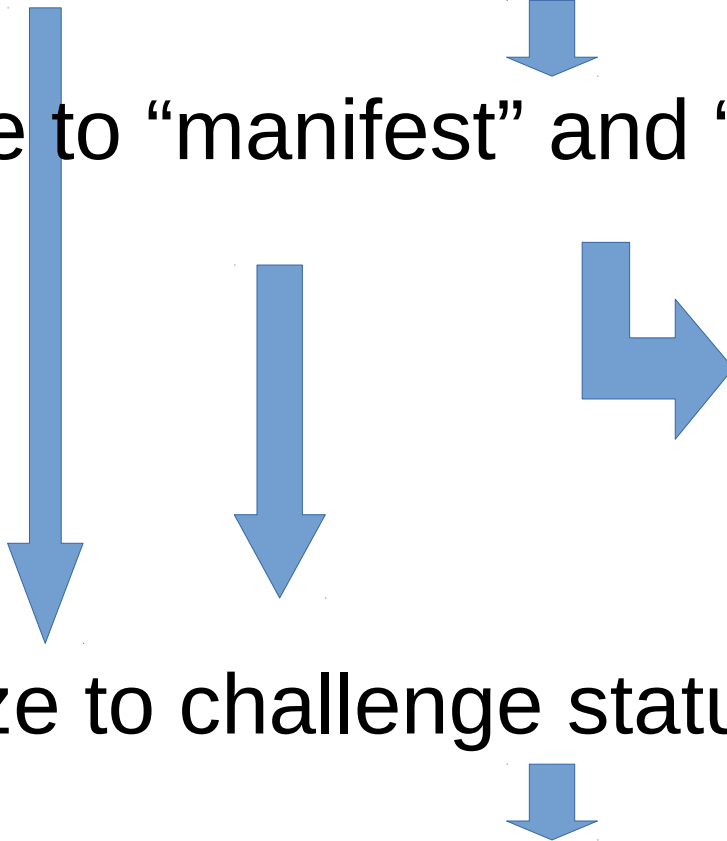 e to “manifest” and “
ze to challenge statu